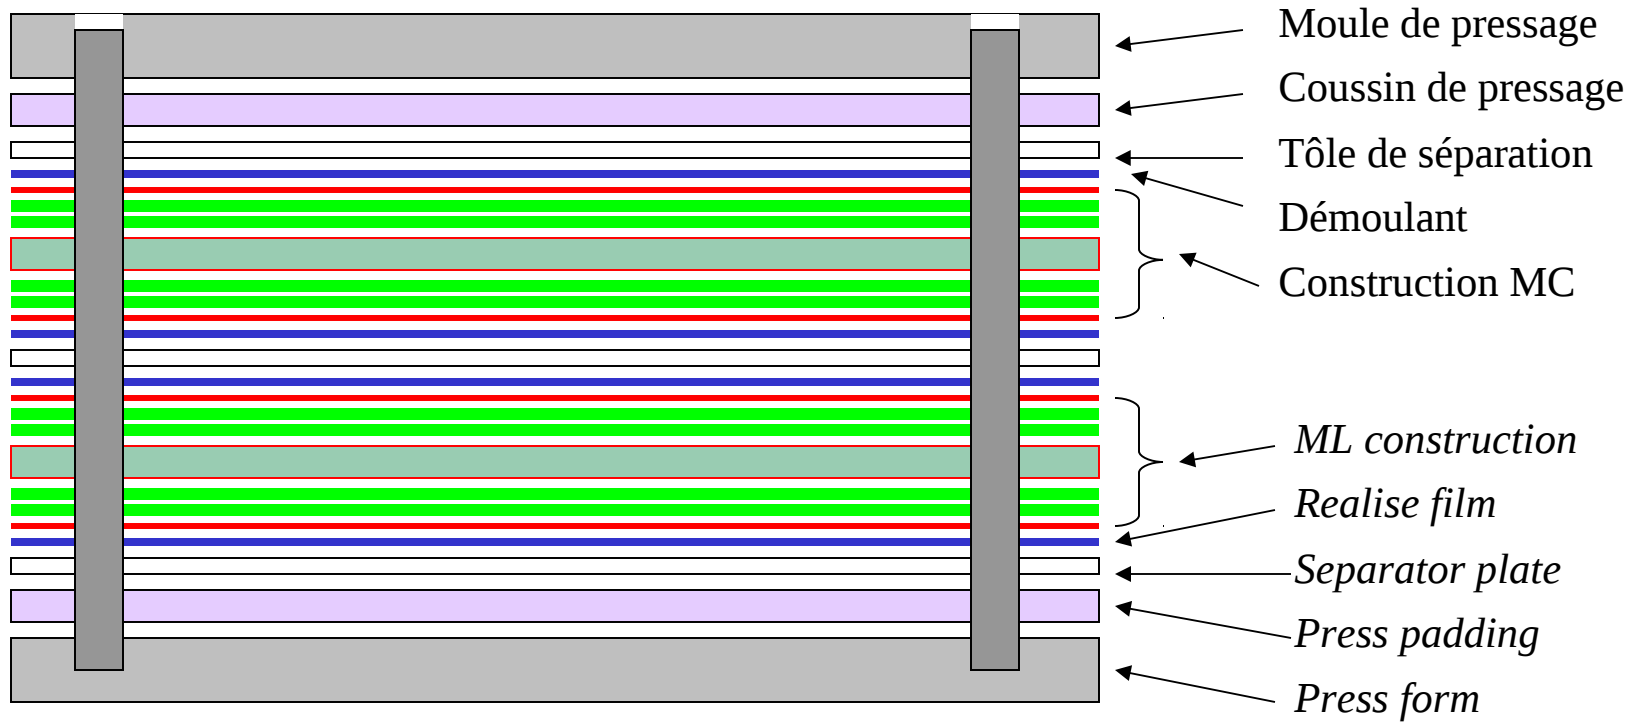 Moule de pressage
Coussin de pressage
Tôle de séparation
Démoulant
Construction MC
ML construction
Realise film
Separator plate
Press padding
Press form